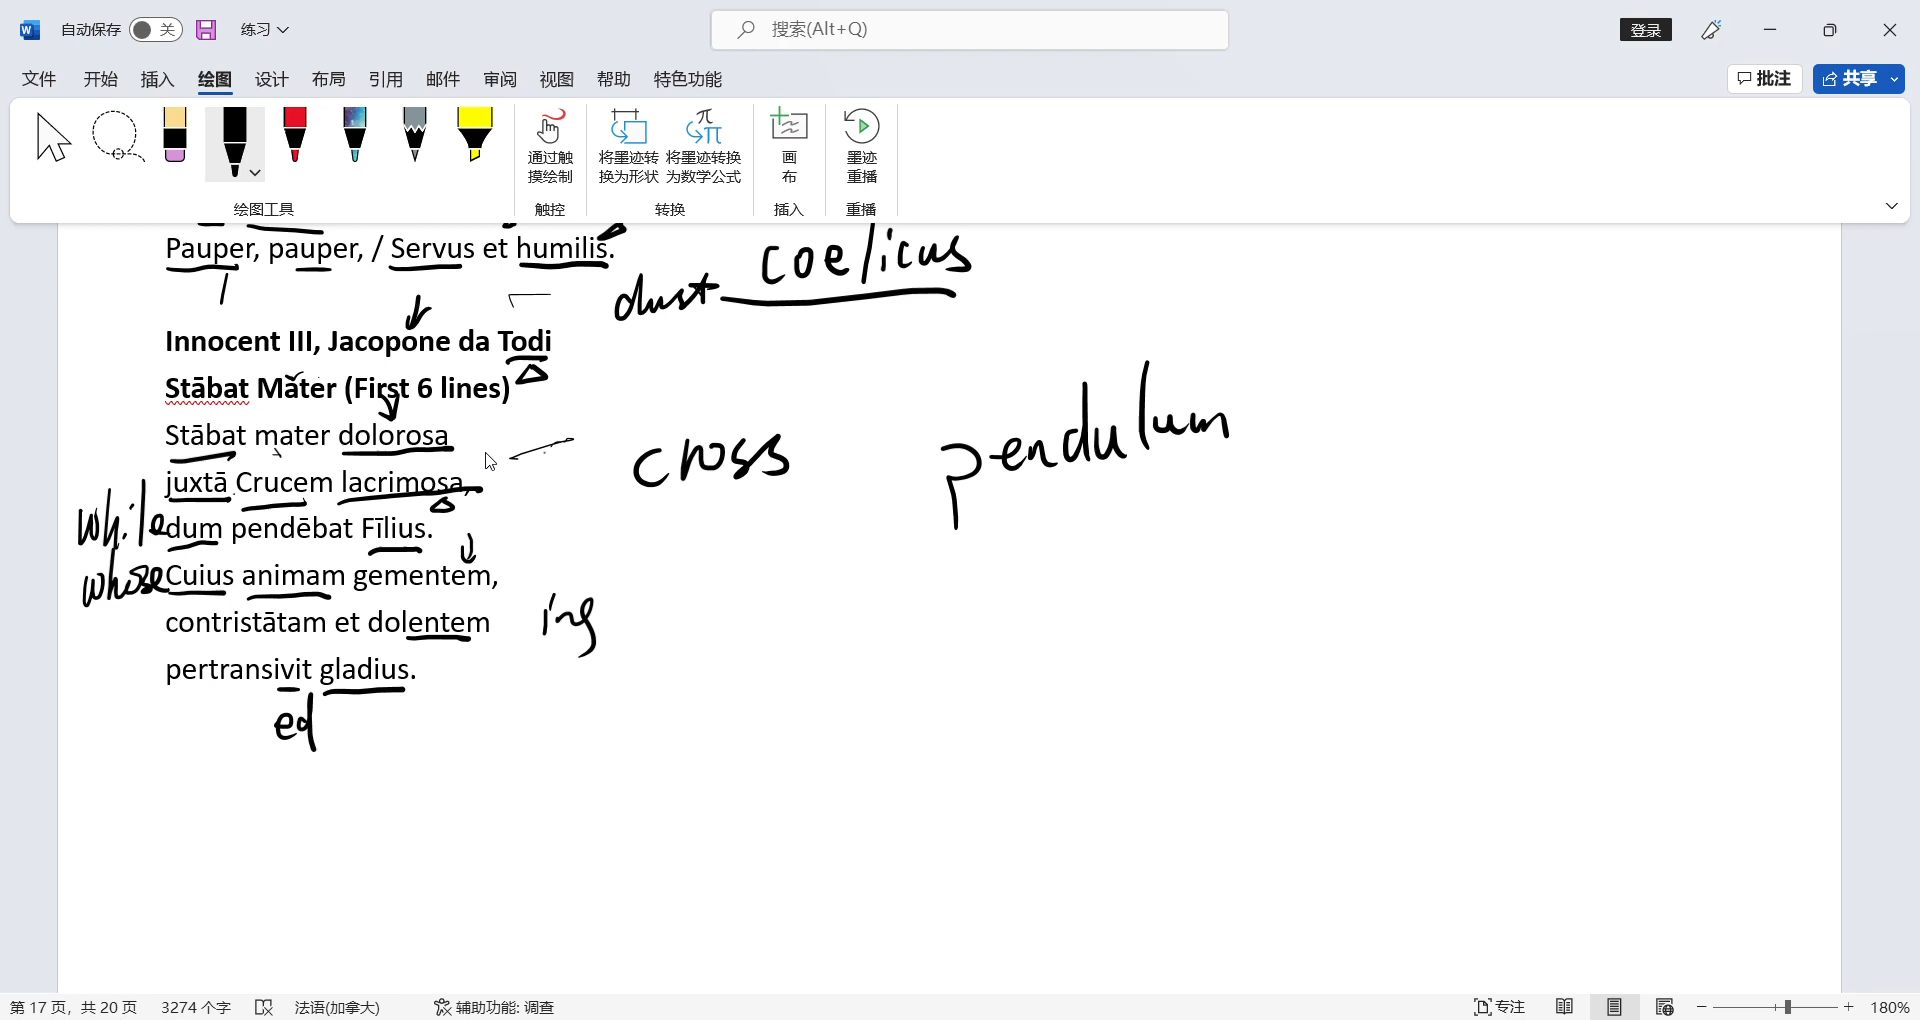 自动保存 关 练习 搜索(Alt+Q) 登录
文件 开始 插入 绘图 设计 布局 引用 邮件 审阅 视图 帮助 特色功能 批注 共享
通过触摸绘制 将墨迹转换为形状 将墨迹转换为数学公式 画布 墨迹重播
绘图工具 触控 转换 插入 重播
Pauper, pauper, / Servus et humilis.
coelicus
dust
Innocent III, Jacopone da Todi
Stābat Mater (First 6 lines)
Stābat mater dolorosa
cross pendulum
juxtā Crucem lacrimosa,
while dum pendēbat Fīlius.
whose Cuius animam gementem,
contristātam et dolentem ing
pertransivit gladius.
ed
第 17 页，共 20 页 3274 个字 法语(加拿大) 辅助功能: 调查 专注 180%